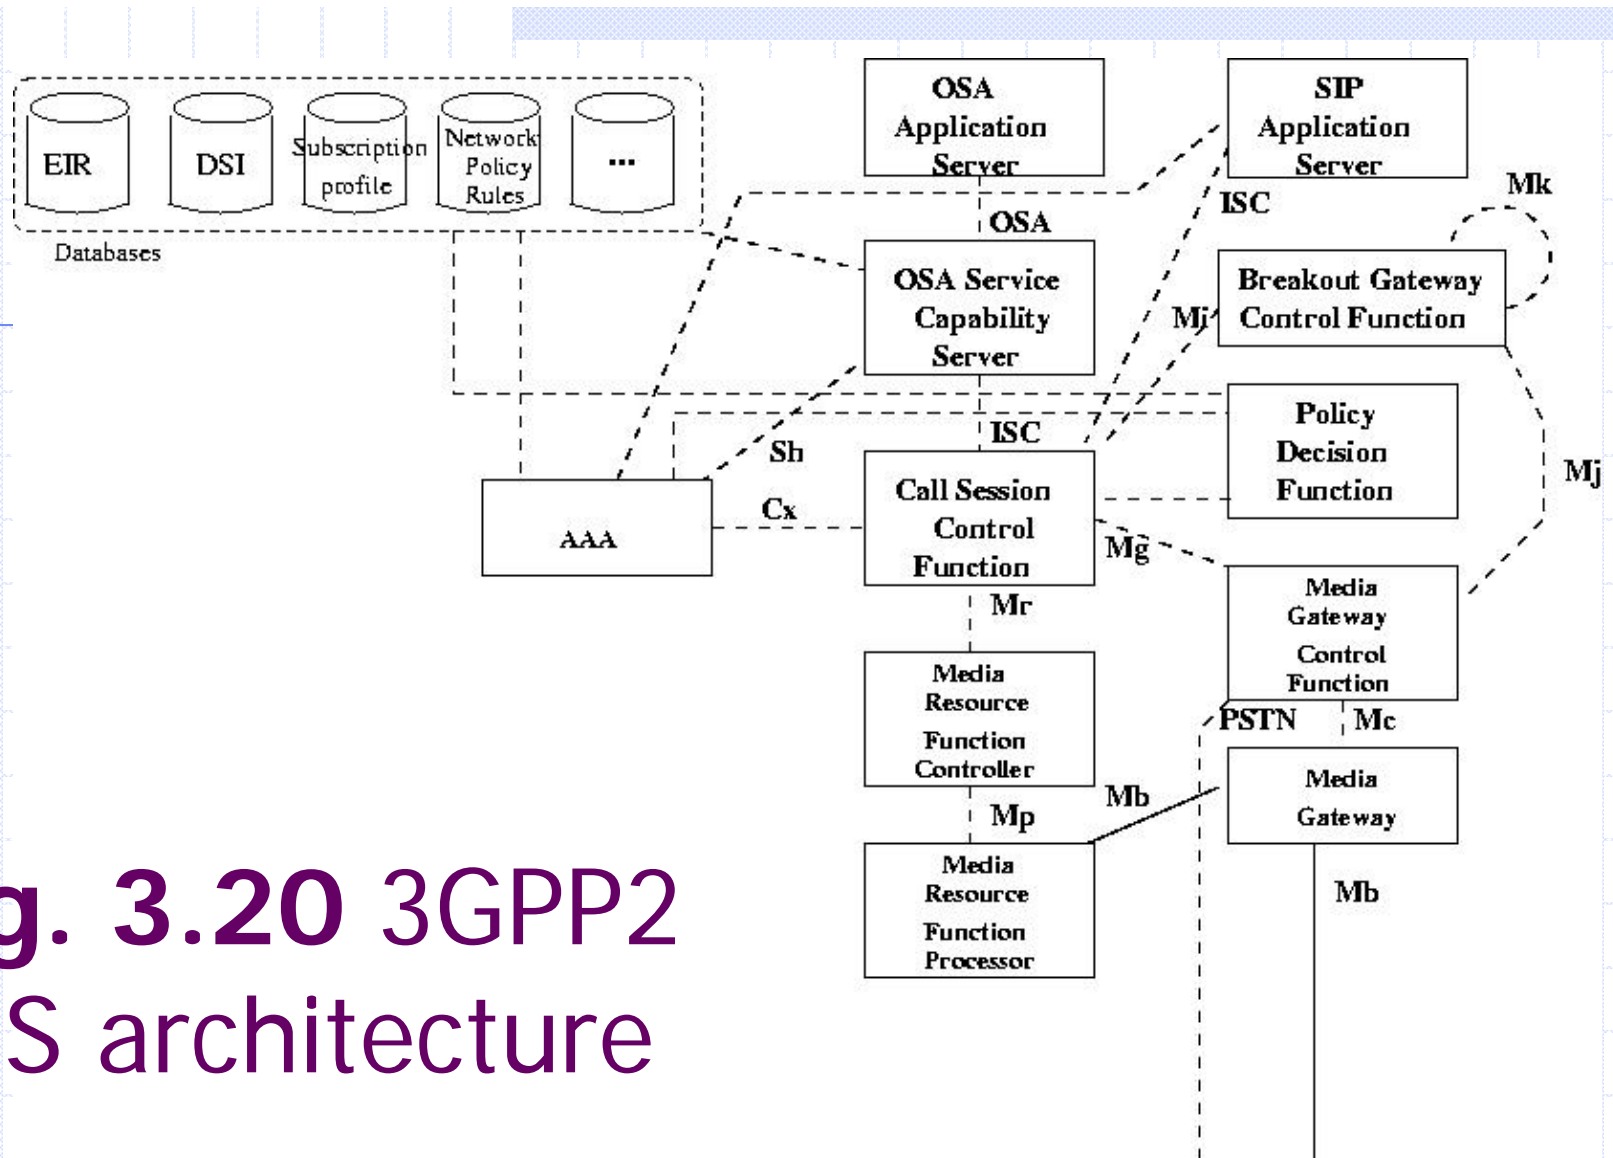 OSA
Application
Server
SIP
Application
Server
EIR
DSI
Subscription
profile
Network
Policy
Rules
...
Databases
ISC
Mk
OSA
OSA Service
Capability
Server
Mi
Breakout Gateway
Control Function
Policy
Decision
Function
ISC
Sh
Mj
Cx
AAA
Call Session
Control
Function
Mg
Media
Gateway
Control
Function
Mr
Media
Resource
Function
Controller
PSTN
Mc
Media
Gateway
Mb
Mp
Media
Resource
Function
Processor
Mb
g. 3.20 3GPP2
S architecture